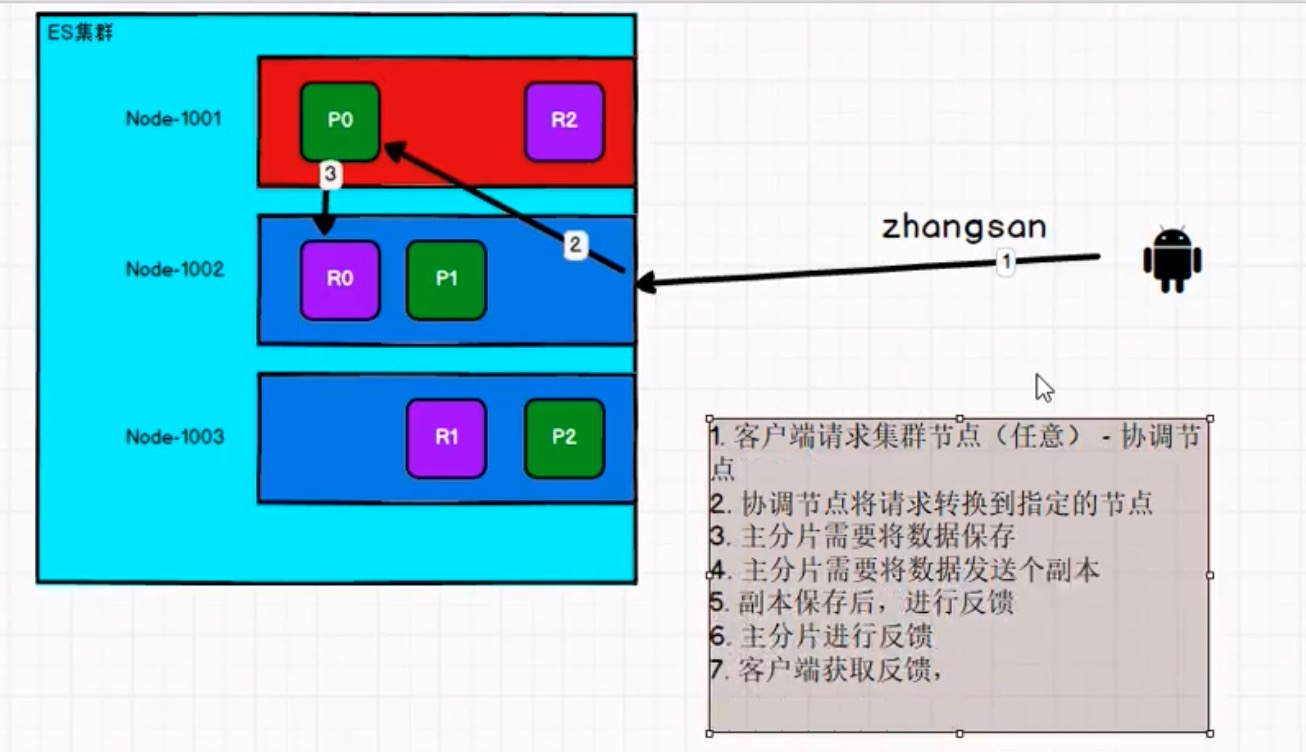 ES集群
Node-1001
P0
R2
3
Node-1002
R0
P1
2
zhangsan
1
Node-1003
R1
P2
1. 客户端请求集群节点（任意） - 协调节
点
2. 协调节点将请求转换到指定的节点
3. 主分片需要将数据保存
4. 主分片需要将数据发送个副本
5. 副本保存后，进行反馈
6. 主分片进行反馈
7. 客户端获取反馈，